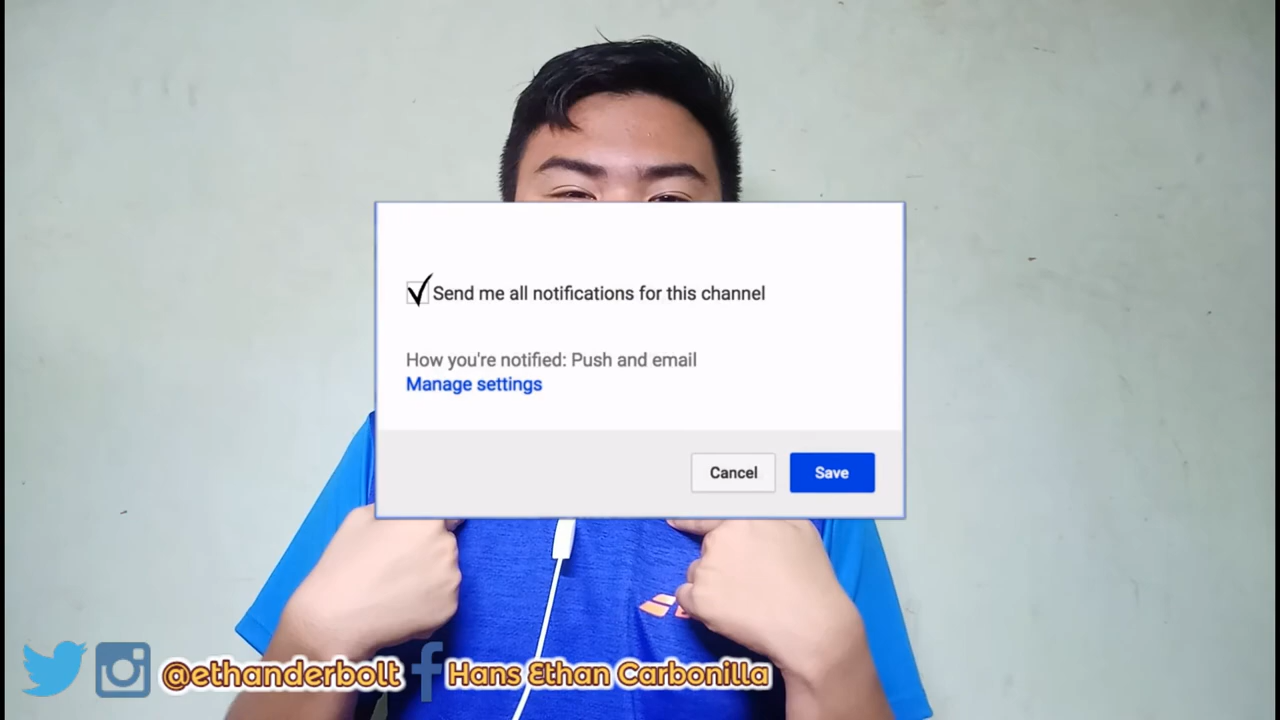 Send me all notifications for this channel
How you're notified: Push and email
Manage settings
Cancel Save
@ethanderbolt Hans Ethan Carbonilla